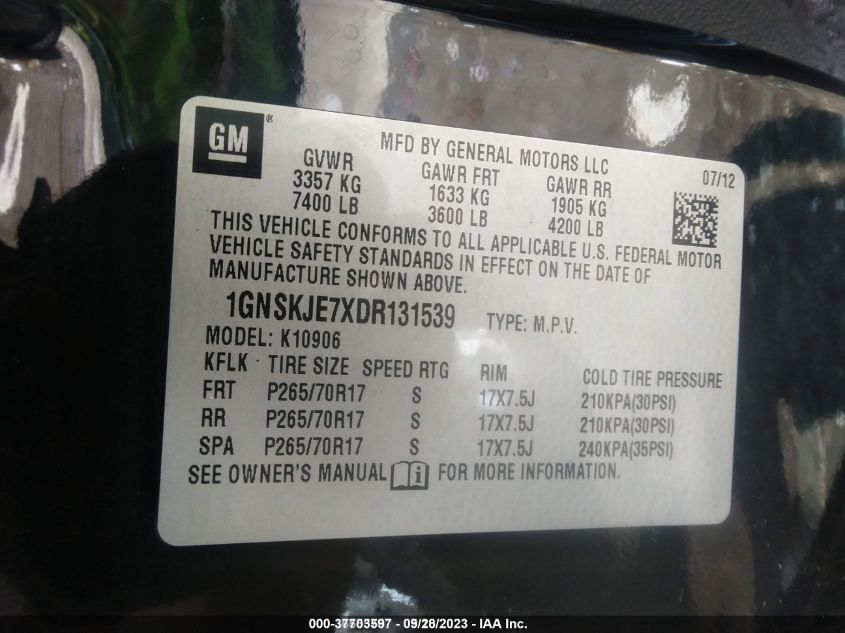 GM
MFD BY GENERAL MOTORS LLC
07/12
GVWR GAWR FRT GAWR RR
3357 KG 1633 KG 1905 KG
7400 LB 3600 LB 4200 LB
THIS VEHICLE CONFORMS TO ALL APPLICABLE U.S. FEDERAL MOTOR
VEHICLE SAFETY STANDARDS IN EFFECT ON THE DATE OF
MANUFACTURE SHOWN ABOVE.
1GNSKJE7XDR131539 TYPE: M.P.V.
MODEL: K10906
KFLK TIRE SIZE SPEED RTG RIM COLD TIRE PRESSURE
FRT P265/70R17 S 17X7.5J 210KPA(30PSI)
RR P265/70R17 S 17X7.5J 210KPA(30PSI)
SPA P265/70R17 S 17X7.5J 240KPA(35PSI)
SEE OWNER'S MANUAL i FOR MORE INFORMATION.
000-37703597 - 09/28/2023 - IAA Inc.